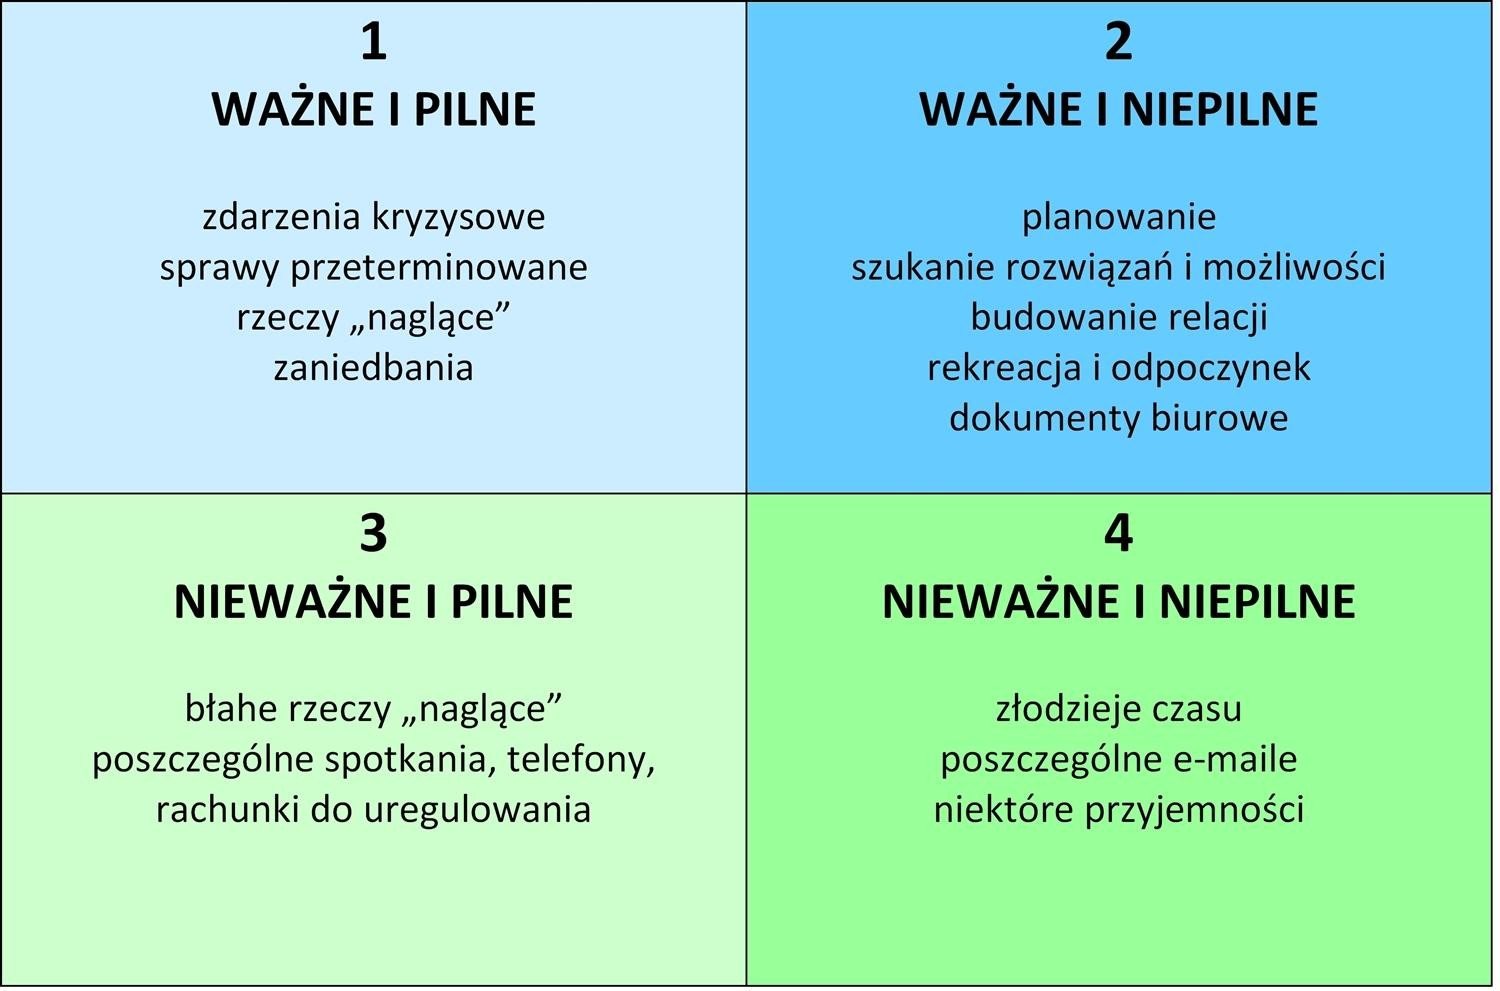 1
WAŻNE I PILNE
zdarzenia kryzysowe
sprawy przeterminowane
rzeczy „naglące”
zaniedbania
2
WAŻNE I NIEPILNE
planowanie
szukanie rozwiązań i możliwości
budowanie relacji
rekreacja i odpoczynek
dokumenty biurowe
3
NIEWAŻNE I PILNE
błahe rzeczy „naglące”
poszczególne spotkania, telefony,
rachunki do uregulowania
4
NIEWAŻNE I NIEPILNE
złodzieje czasu
poszczególne e-maile
niektóre przyjemności